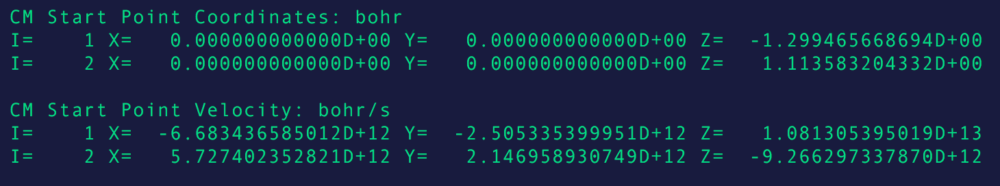 CM Start Point Coordinates: bohr
I=    1 X=   0.000000000000D+00 Y=   0.000000000000D+00 Z=  -1.299465668694D+00
I=    2 X=   0.000000000000D+00 Y=   0.000000000000D+00 Z=   1.113583204332D+00
CM Start Point Velocity: bohr/s
I=    1 X=  -6.683436585012D+12 Y=  -2.505335399951D+12 Z=   1.081305395019D+13
I=    2 X=   5.727402352821D+12 Y=   2.146958930749D+12 Z=  -9.266297337870D+12